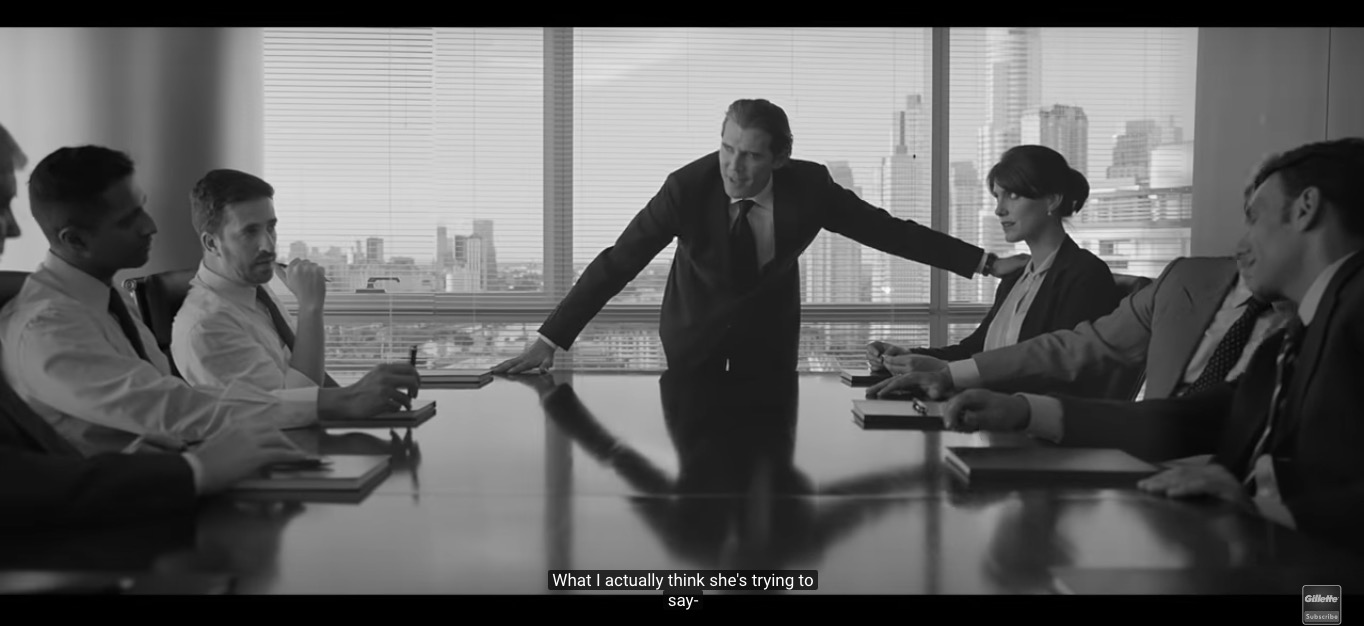 What I actually think she's trying to
say-
Gillette
Subscribe